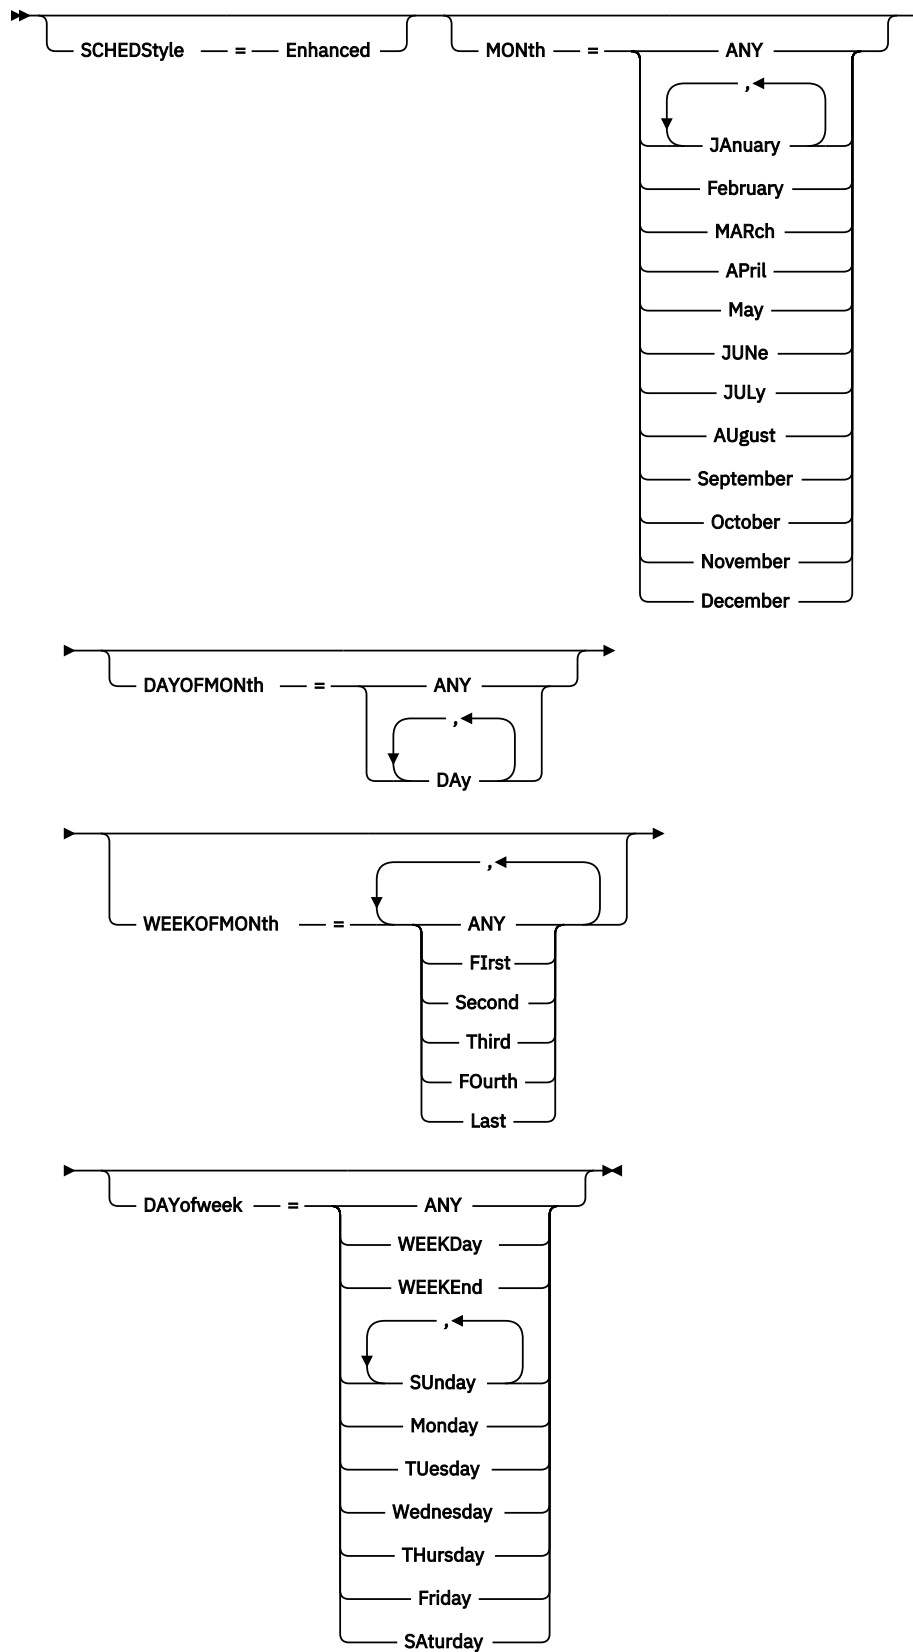 SCHEDStyle = Enhanced MONth = ANY
,
JAnuary
February
MARch
APril
May
JUNe
JULy
AUgust
September
October
November
December
DAYOFMONth = ANY
,
DAy
,
WEEKOFMONth = ANY
FIrst
Second
Third
FOurth
Last
DAYofweek = ANY
WEEKDay
WEEKEnd
,
SUnday
Monday
TUesday
Wednesday
THursday
Friday
SAturday